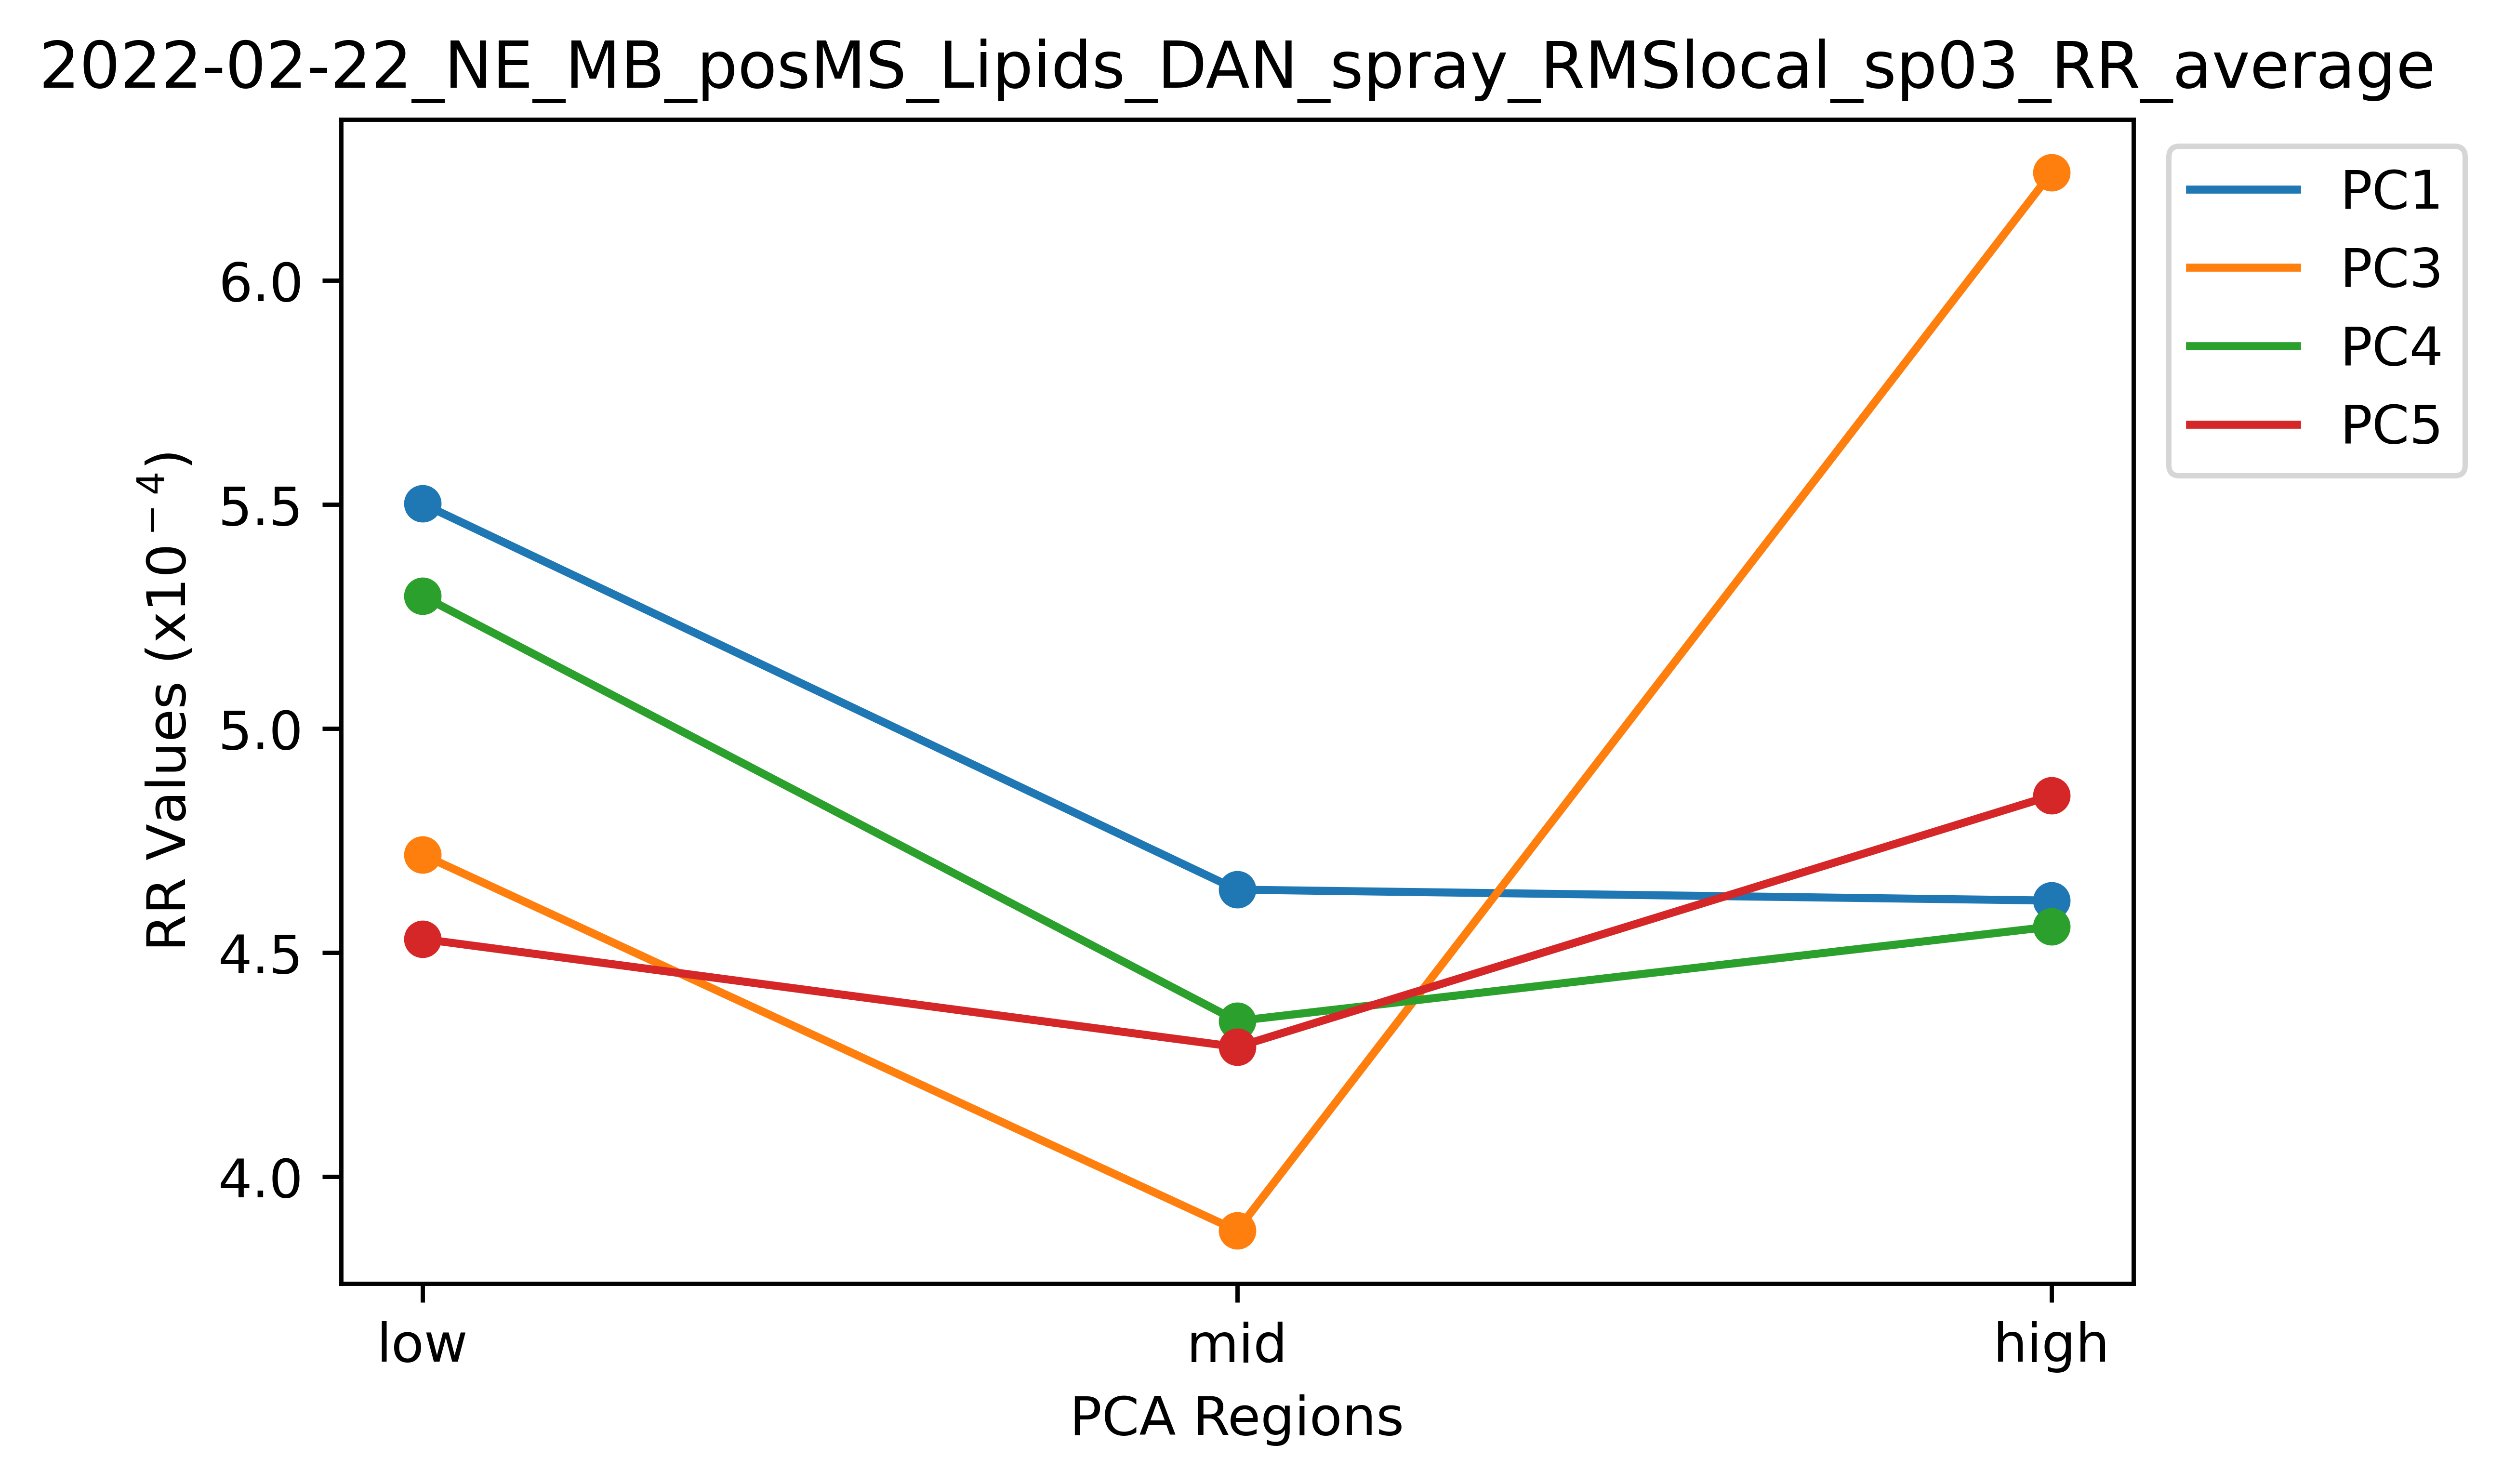 2022-02-22_NE_MB_posMS_Lipids_DAN_spray_RMSlocal_sp03_RR_average
PC1
PC3
PC4
PC5
RR Values (x10⁻⁴)
6.0
5.5
5.0
4.5
4.0
low mid high
PCA Regions